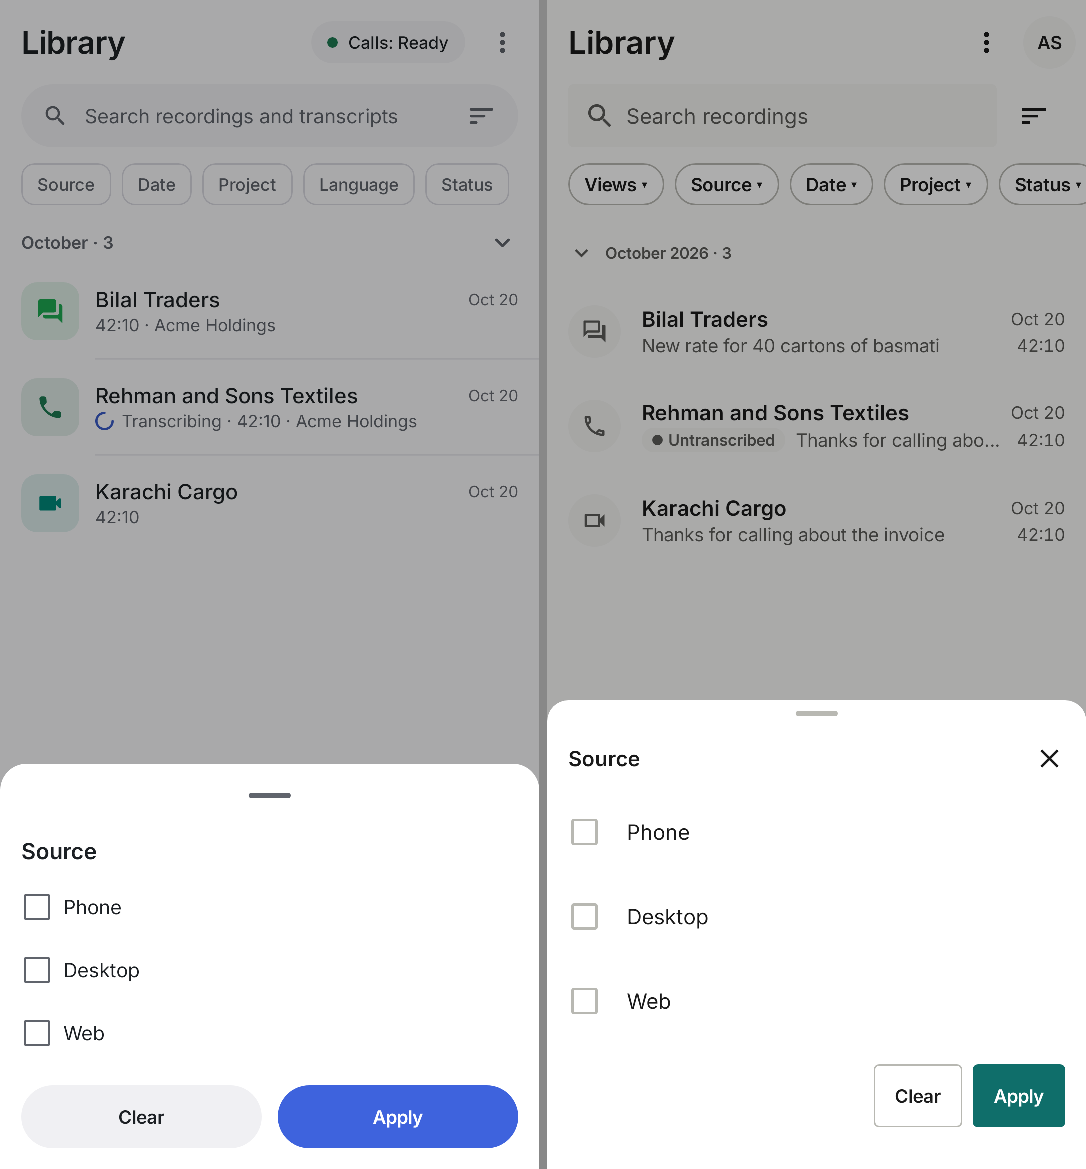 Library
Calls: Ready
Search recordings and transcripts
Source
Date
Project
Language
Status
October · 3
Bilal Traders
Oct 20
42:10 · Acme Holdings
Rehman and Sons Textiles
Oct 20
Transcribing · 42:10 · Acme Holdings
Karachi Cargo
Oct 20
42:10
Source
Phone
Desktop
Web
Clear
Apply
Library
AS
Search recordings
Views
Source
Date
Project
Status
October 2026 · 3
Bilal Traders
Oct 20
New rate for 40 cartons of basmati
42:10
Rehman and Sons Textiles
Oct 20
Untranscribed
Thanks for calling abo...
42:10
Karachi Cargo
Oct 20
Thanks for calling about the invoice
42:10
Source
Phone
Desktop
Web
Clear
Apply